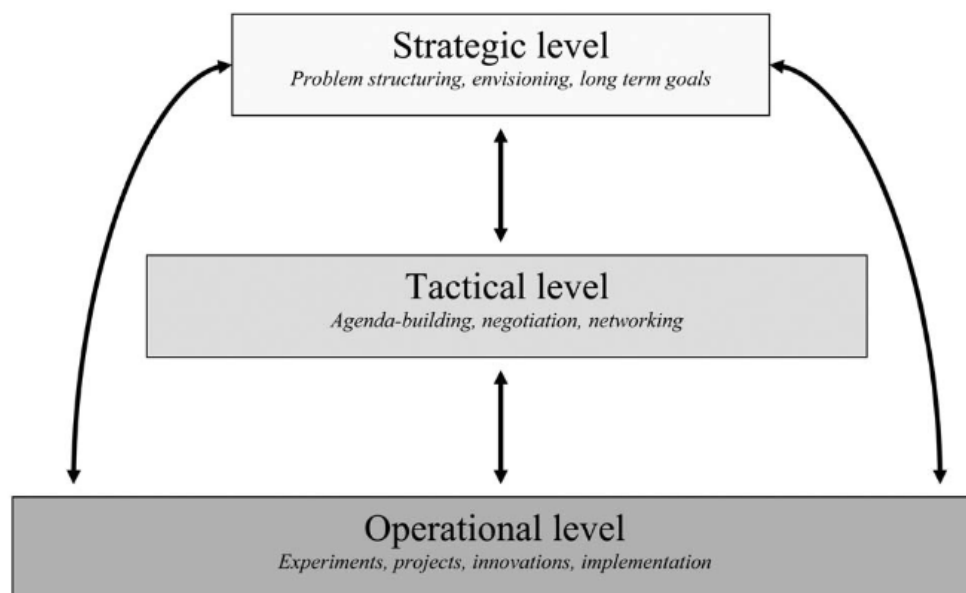 Strategic level
Problem structuring, envisioning, long term goals
Tactical level
Agenda-building, negotiation, networking
Operational level
Experiments, projects, innovations, implementation